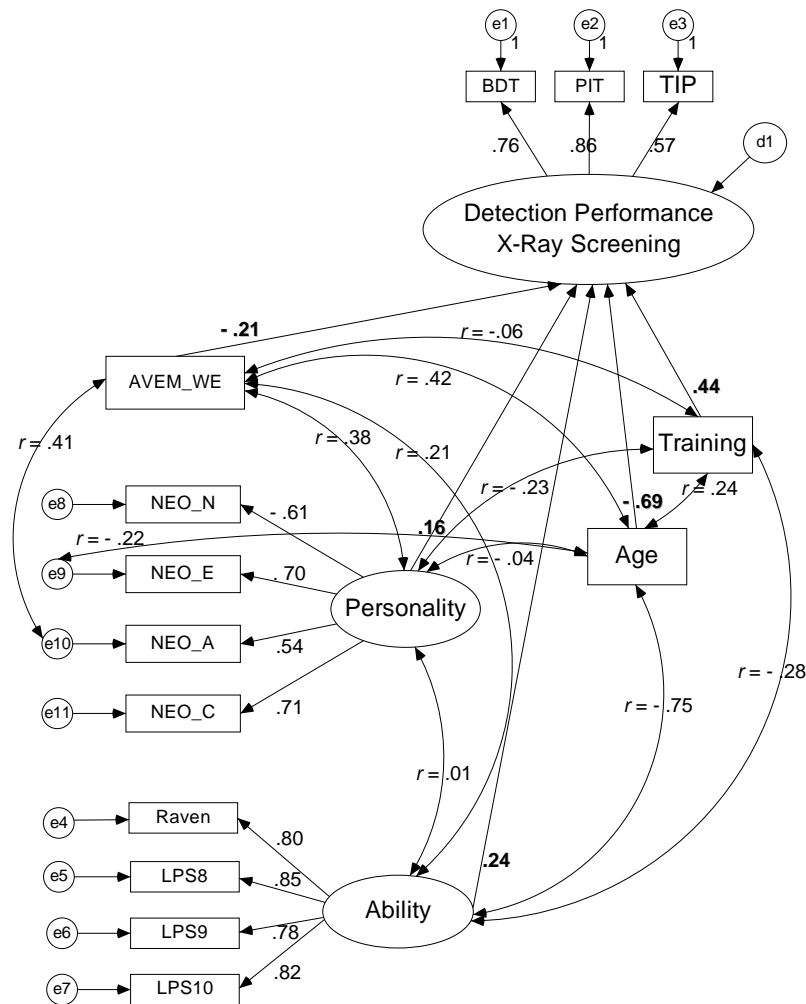 e1 e2 e3
1 1 1
BDT PIT TIP
.76 .86 .57 d1
Detection Performance
X-Ray Screening
- .21 r = -.06
AVEM_WE r = .42 .44
r = .41 r = .38 r = .21 Training
e8 NEO_N - .61 r = - .23 - .69 r = .24
r = - .22 .16
e9 NEO_E . 70 r = - .04 Age
Personality
e10 NEO_A .54
r = - .28
e11 NEO_C .71 r = - .75
r = .01
e4 Raven .80
.24
e5 LPS8 .85
Ability
e6 LPS9 .78
.82
e7 LPS10